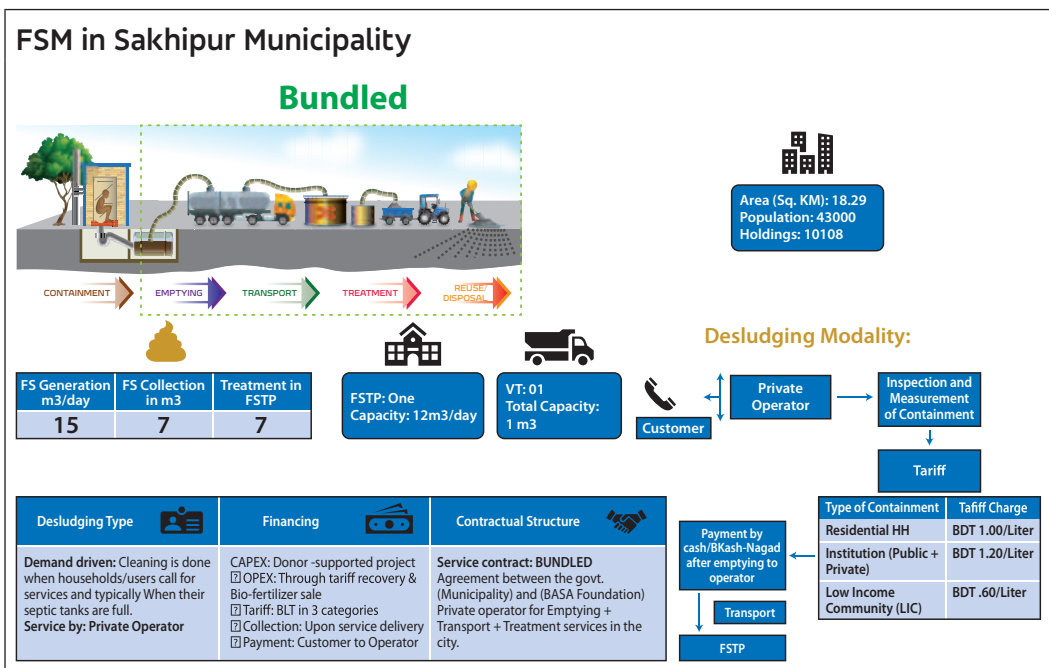 FSM in Sakhipur Municipality
Bundled
CONTAINMENT
EMPTYING
TRANSPORT
TREATMENT
REUSE/
DISPOSAL
Area (Sq. KM): 18.29
Population: 43000
Holdings: 10108
FS Generation
m3/day
FS Collection
in m3
Treatment in
FSTP
15
7
7
FSTP: One
Capacity: 12m3/day
VT: 01
Total Capacity:
1 m3
Desludging Modality:
Customer
Private
Operator
Inspection and
Measurement
of Containment
Tariff
Type of Containment
Tafiff Charge
Residential HH
BDT 1.00/Liter
Institution (Public +
Private)
BDT 1.20/Liter
Low Income
Community (LIC)
BDT .60/Liter
Payment by
cash/BKash-Nagad
after emptying to
operator
Transport
FSTP
Desludging Type
Demand driven: Cleaning is done
when households/users call for
services and typically When their
septic tanks are full.
Service by: Private Operator
Financing
CAPEX: Donor -supported project
⍰ OPEX: Through tariff recovery &
Bio-fertilizer sale
⍰ Tariff: BLT in 3 categories
⍰ Collection: Upon service delivery
⍰ Payment: Customer to Operator
Contractual Structure
Service contract: BUNDLED
Agreement between the govt.
(Municipality) and (BASA Foundation)
Private operator for Emptying +
Transport + Treatment services in the
city.